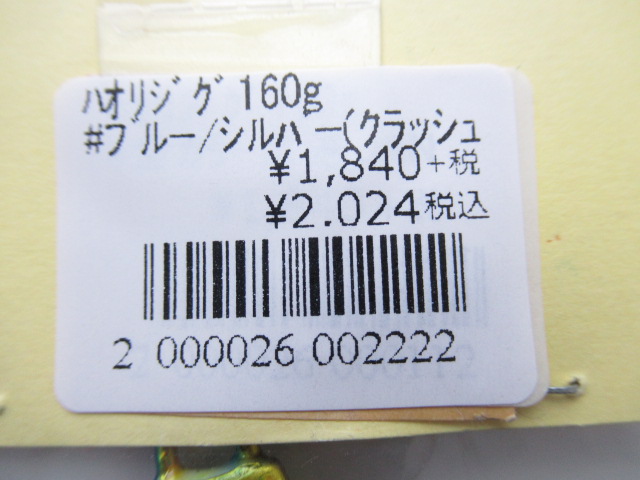 ハオリジグ 160g
#ブルー/シルバー(クラッシュ
¥1,840+税
¥2.024税込
2 000026 002222